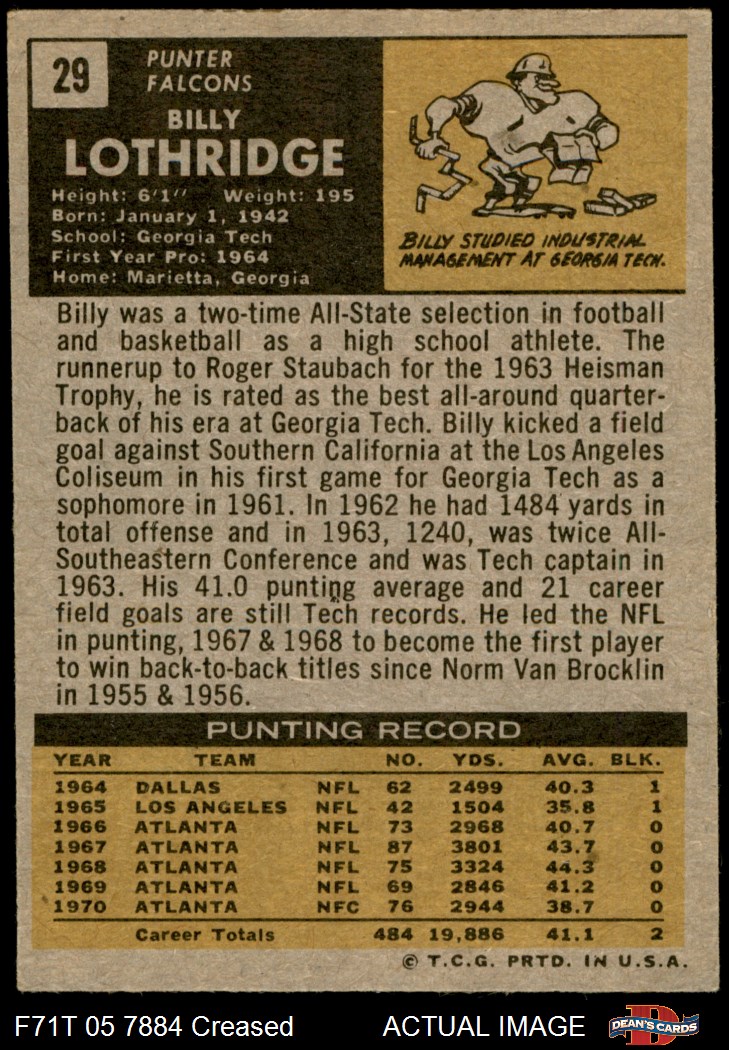 29
PUNTER
FALCONS
BILLY
LOTHRIDGE
Height: 6'1" Weight: 195
Born: January 1, 1942
School: Georgia Tech
First Year Pro: 1964
Home: Marietta, Georgia
BILLY STUDIED INDUSTRIAL
MANAGEMENT AT GEORGIA TECH.
Billy was a two-time All-State selection in football
and basketball as a high school athlete. The
runnerup to Roger Staubach for the 1963 Heisman
Trophy, he is rated as the best all-around quarter-
back of his era at Georgia Tech. Billy kicked a field
goal against Southern California at the Los Angeles
Coliseum in his first game for Georgia Tech as a
sophomore in 1961. In 1962 he had 1484 yards in
total offense and in 1963, 1240, was twice All-
Southeastern Conference and was Tech captain in
1963. His 41.0 punting average and 21 career
field goals are still Tech records. He led the NFL
in punting, 1967 & 1968 to become the first player
to win back-to-back titles since Norm Van Brocklin
in 1955 & 1956.
PUNTING RECORD
YEAR TEAM NO. YDS. AVG. BLK.
1964 DALLAS NFL 62 2499 40.3 1
1965 LOS ANGELES NFL 42 1504 35.8 1
1966 ATLANTA NFL 73 2968 40.7 0
1967 ATLANTA NFL 87 3801 43.7 0
1968 ATLANTA NFL 75 3324 44.3 0
1969 ATLANTA NFL 69 2846 41.2 0
1970 ATLANTA NFC 76 2944 38.7 0
Career Totals 484 19,886 41.1 2
© T.C.G. PRTD. IN U.S.A.
F71T 05 7884 Creased ACTUAL IMAGE
D
DEAN'S CARDS